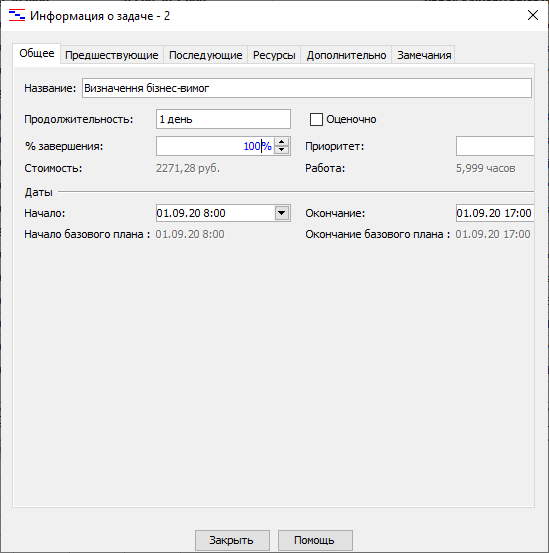 Информация о задаче - 2
Общее Предшествующие Последующие Ресурсы Дополнительно Замечания
Название: Визначення бізнес-вимог
Продолжительность: 1 день Оценочно
% завершения: 100% Приоритет:
Стоимость: 2271,28 руб. Работа: 5,999 часов
Даты
Начало: 01.09.20 8:00 Окончание: 01.09.20 17:00
Начало базового плана : 01.09.20 8:00 Окончание базового плана : 01.09.20 17:00
Закрыть Помощь